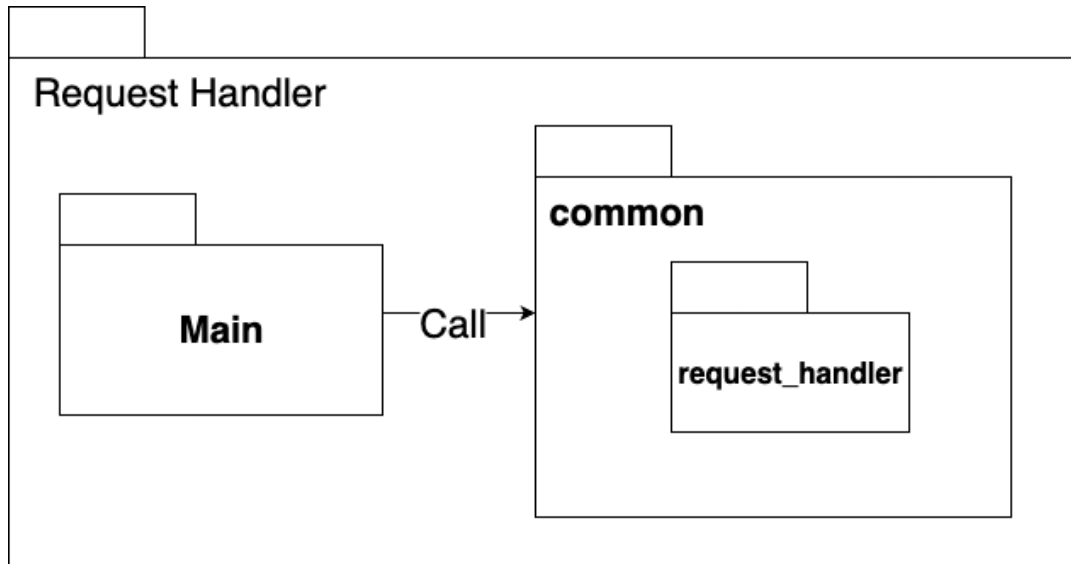 Request Handler
common
Main
Call
request_handler